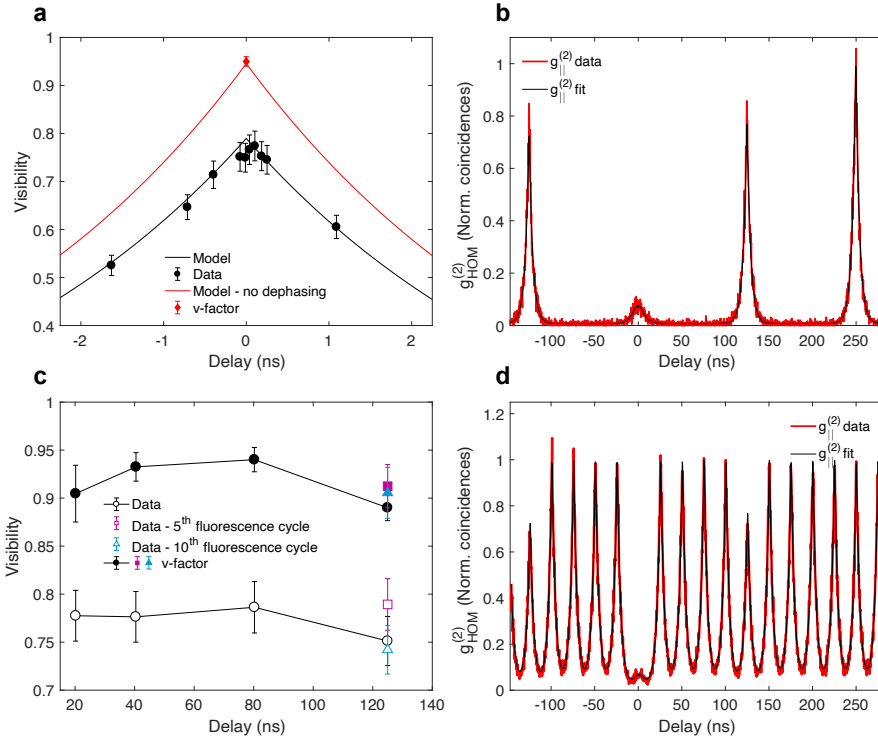 a
Visibility
1
0.9
0.8
0.7
0.6
0.5
0.4
-2
-1
0
1
2
Delay (ns)
Model
Data
Model - no dephasing
v-factor
b
g_HOM^(2) (Norm. coincidences)
1
0.8
0.6
0.4
0.2
0
-100
-50
0
50
100
150
200
250
Delay (ns)
g_||^(2) data
g_||^(2) fit
c
Visibility
1
0.95
0.9
0.85
0.8
0.75
0.7
20
40
60
80
100
120
140
Delay (ns)
Data
Data - 5th fluorescence cycle
Data - 10th fluorescence cycle
v-factor
d
g_HOM^(2) (Norm. coincidences)
1.2
1
0.8
0.6
0.4
0.2
0
-100
-50
0
50
100
150
200
250
Delay (ns)
g_||^(2) data
g_||^(2) fit